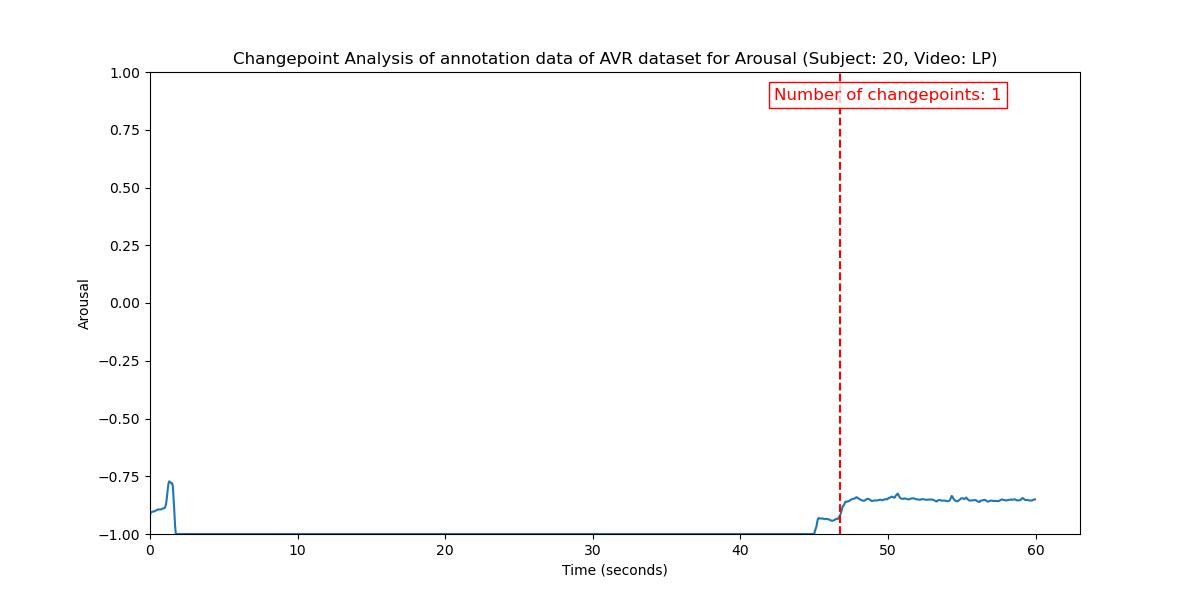 Changepoint Analysis of annotation data of AVR dataset for Arousal (Subject: 20, Video: LP)
Number of changepoints: 1
1.00
0.75
0.50
0.25
0.00
−0.25
−0.50
−0.75
−1.00
Arousal
0 10 20 30 40 50 60
Time (seconds)